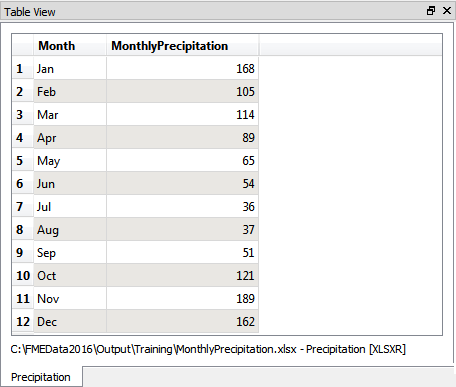 Table View
Month MonthlyPrecipitation
1 Jan 168
2 Feb 105
3 Mar 114
4 Apr 89
5 May 65
6 Jun 54
7 Jul 36
8 Aug 37
9 Sep 51
10 Oct 121
11 Nov 189
12 Dec 162
C:\FMEData2016\Output\Training\MonthlyPrecipitation.xlsx - Precipitation [XLSXR]
Precipitation